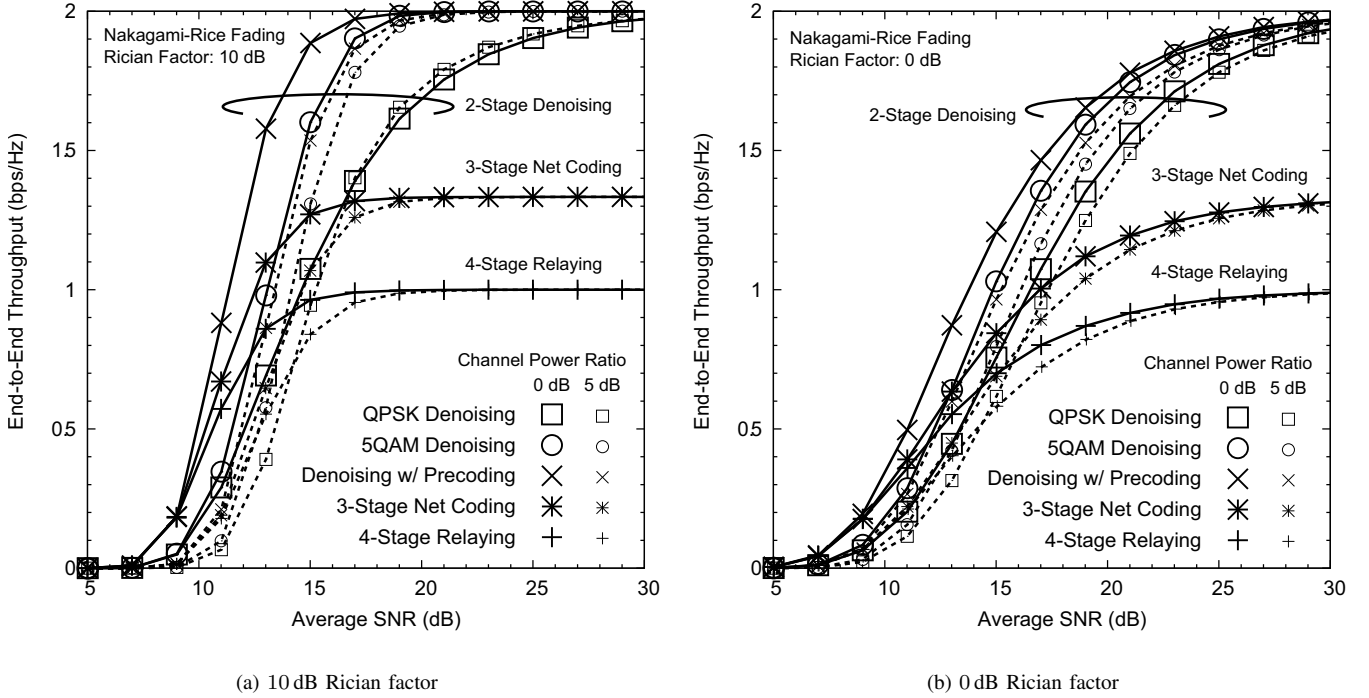 2
Nakagami-Rice Fading
Rician Factor: 10 dB
2-Stage Denoising
1.5
3-Stage Net Coding
4-Stage Relaying
1
Channel Power Ratio
0 dB 5 dB
QPSK Denoising
0 5
5QAM Denoising
Denoising w/ Precoding
3-Stage Net Coding
4-Stage Relaying
0
5 10 15 20 25 30
Average SNR (dB)
End-to-End Throughput (bps/Hz)
(a) 10 dB Rician factor
2
Nakagami-Rice Fading
Rician Factor: 0 dB
2-Stage Denoising
1.5
3-Stage Net Coding
4-Stage Relaying
1
Channel Power Ratio
0 dB 5 dB
QPSK Denoising
0 5
5QAM Denoising
Denoising w/ Precoding
3-Stage Net Coding
4-Stage Relaying
0
5 10 15 20 25 30
Average SNR (dB)
End-to-End Throughput (bps/Hz)
(b) 0 dB Rician factor